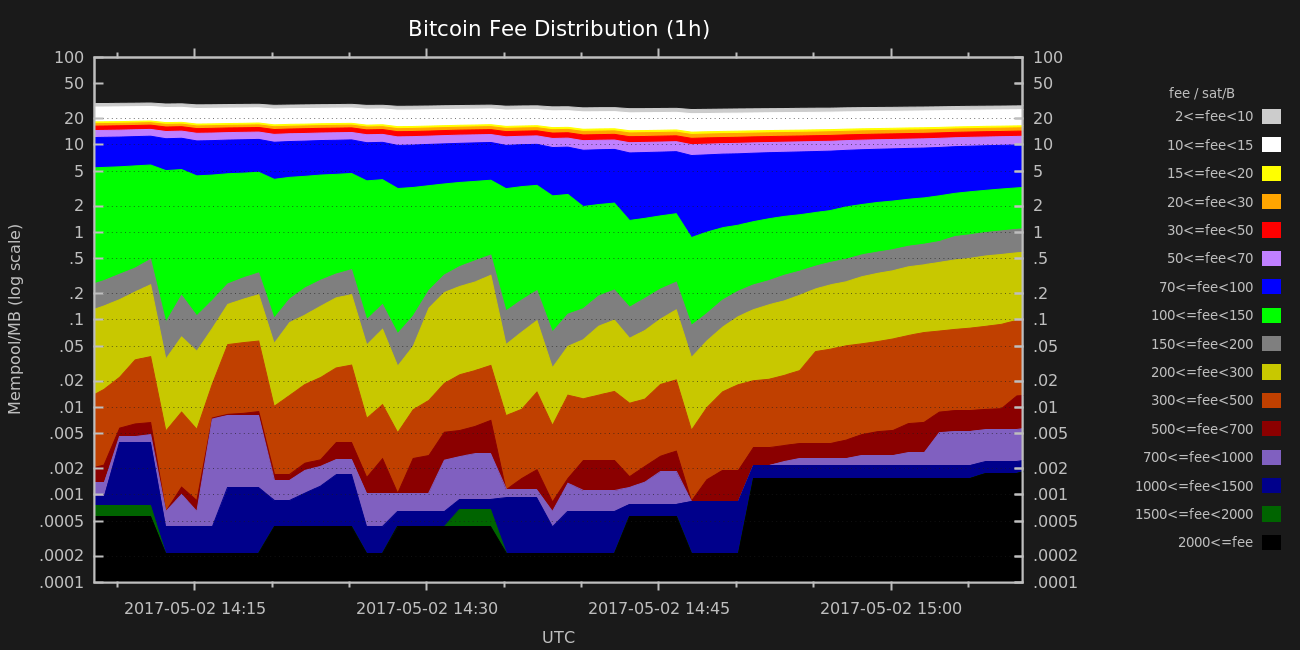 Bitcoin Fee Distribution (1h)
Mempool/MB (log scale)
100
50
20
10
5
2
1
.5
.2
.1
.05
.02
.01
.005
.002
.001
.0005
.0002
.0001
100
50
20
10
5
2
1
.5
.2
.1
.05
.02
.01
.005
.002
.001
.0005
.0002
.0001
2017-05-02 14:15
2017-05-02 14:30
2017-05-02 14:45
2017-05-02 15:00
UTC
fee / sat/B
2<=fee<10
10<=fee<15
15<=fee<20
20<=fee<30
30<=fee<50
50<=fee<70
70<=fee<100
100<=fee<150
150<=fee<200
200<=fee<300
300<=fee<500
500<=fee<700
700<=fee<1000
1000<=fee<1500
1500<=fee<2000
2000<=fee